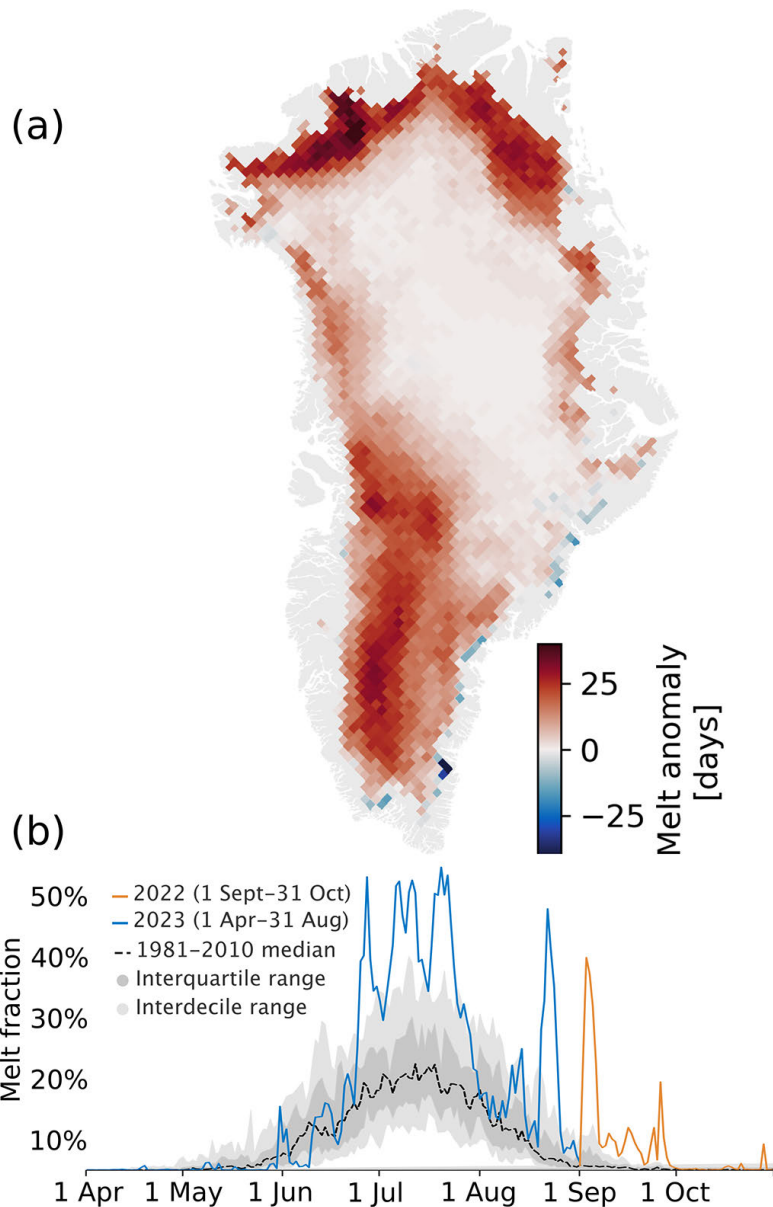 (a)
25
0
−25
Melt anomaly
[days]
(b)
50%
40%
30%
20%
10%
Melt fraction
2022 (1 Sept–31 Oct)
2023 (1 Apr–31 Aug)
1981–2010 median
Interquartile range
Interdecile range
1 Apr 1 May 1 Jun 1 Jul 1 Aug 1 Sep 1 Oct